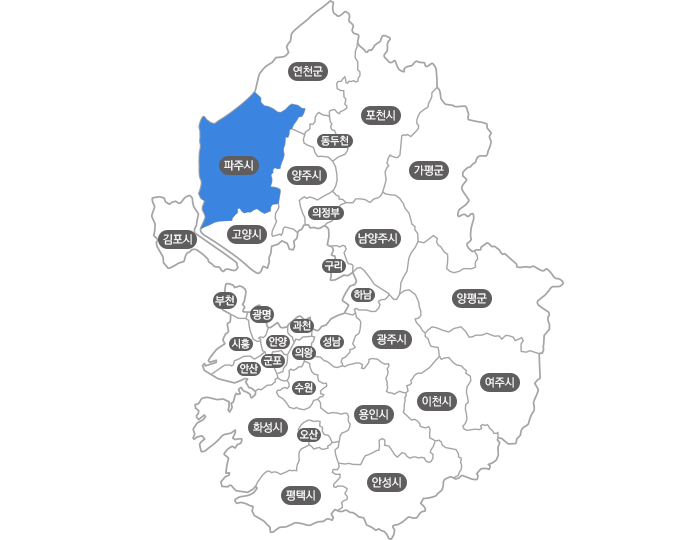 연천군
포천시
동두천
파주시
가평군
양주시
의정부
고양시
남양주시
김포시
구리
하남
양평군
부천
광명
과천
광주시
시흥
안양
성남
의왕
군포
안산
여주시
수원
이천시
용인시
화성시
오산
안성시
평택시